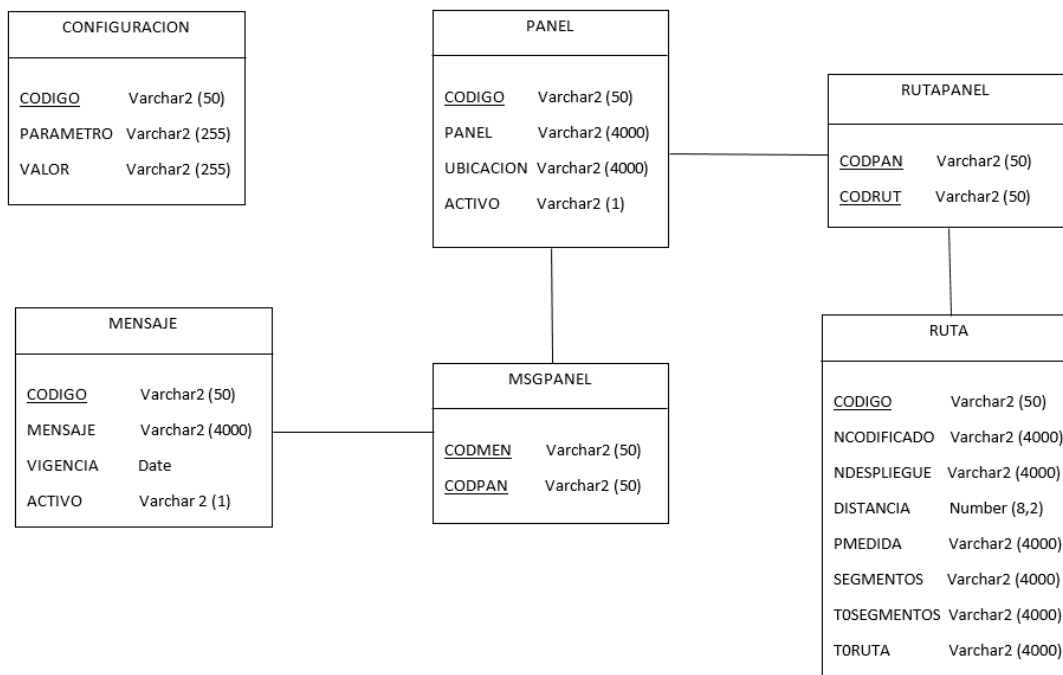 CONFIGURACION
CODIGO Varchar2 (50)
PARAMETRO Varchar2 (255)
VALOR Varchar2 (255)
PANEL
CODIGO Varchar2 (50)
PANEL Varchar2 (4000)
UBICACION Varchar2 (4000)
ACTIVO Varchar2 (1)
RUTAPANEL
CODPAN Varchar2 (50)
CODRUT Varchar2 (50)
MENSAJE
CODIGO Varchar2 (50)
MENSAJE Varchar2 (4000)
VIGENCIA Date
ACTIVO Varchar 2 (1)
MSGPANEL
CODMEN Varchar2 (50)
CODPAN Varchar2 (50)
RUTA
CODIGO Varchar2 (50)
NCODIFICADO Varchar2 (4000)
NDESPLIEGUE Varchar2 (4000)
DISTANCIA Number (8,2)
PMEDIDA Varchar2 (4000)
SEGMENTOS Varchar2 (4000)
T0SEGMENTOS Varchar2 (4000)
T0RUTA Varchar2 (4000)